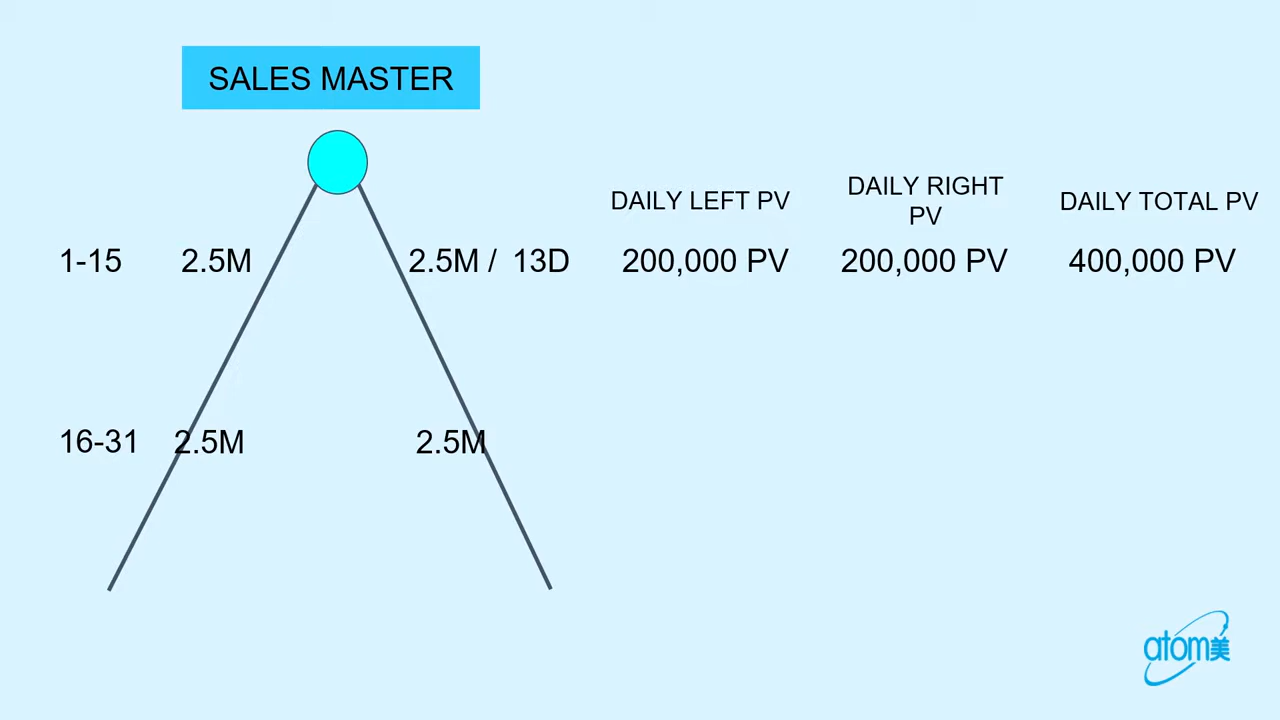 SALES MASTER
DAILY LEFT PV
DAILY RIGHT
PV
DAILY TOTAL PV
1-15 2.5M 2.5M / 13D 200,000 PV 200,000 PV 400,000 PV
16-31 2.5M 2.5M
atom美